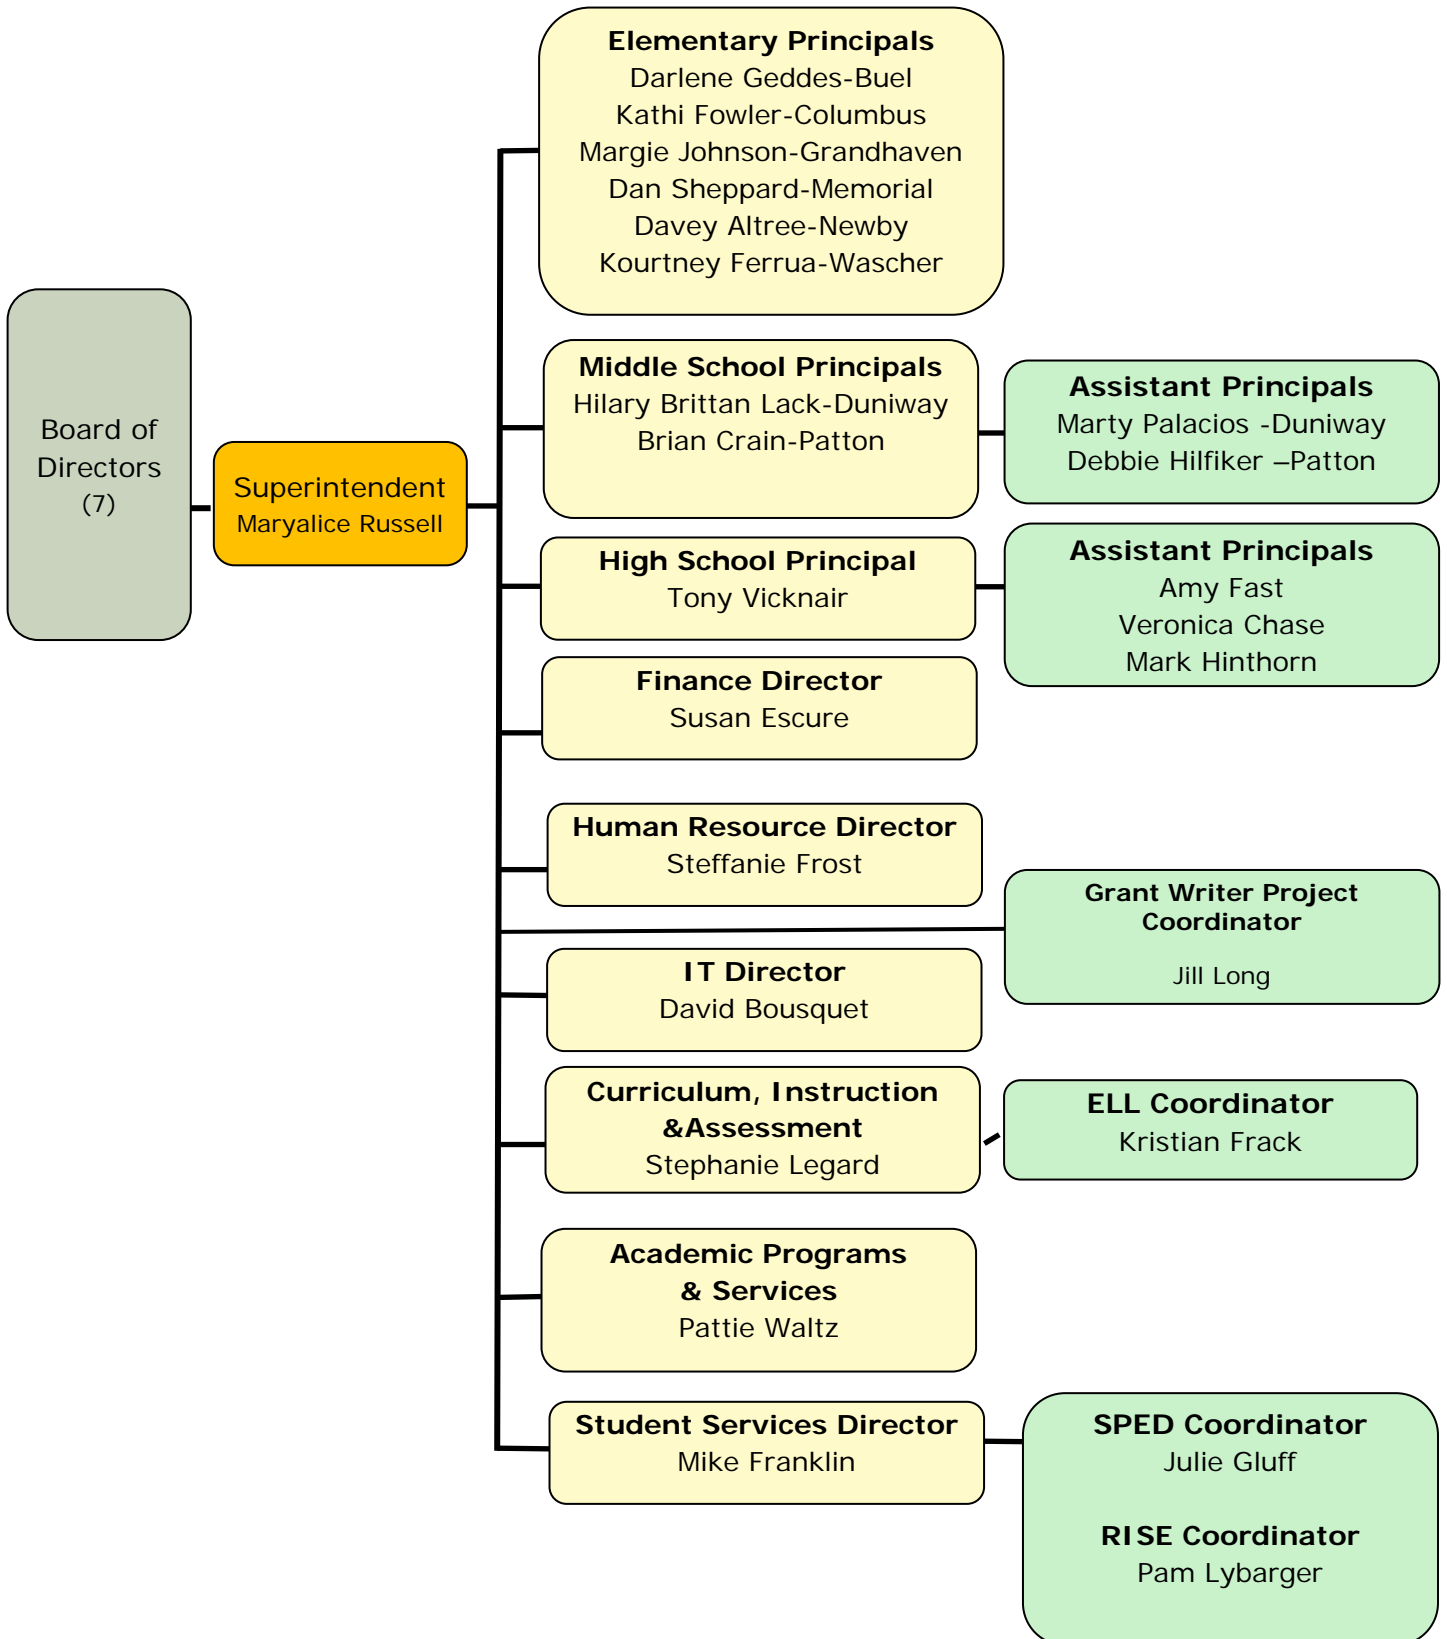 Board of
Directors
(7)
Superintendent
Maryalice Russell
Elementary Principals
Darlene Geddes-Buel
Kathi Fowler-Columbus
Margie Johnson-Grandhaven
Dan Sheppard-Memorial
Davey Altree-Newby
Kourtney Ferrua-Wascher
Middle School Principals
Hilary Brittan Lack-Duniway
Brian Crain-Patton
Assistant Principals
Marty Palacios -Duniway
Debbie Hilfiker –Patton
High School Principal
Tony Vicknair
Assistant Principals
Amy Fast
Veronica Chase
Mark Hinthorn
Finance Director
Susan Escure
Human Resource Director
Steffanie Frost
Grant Writer Project
Coordinator
Jill Long
IT Director
David Bousquet
Curriculum, Instruction
&Assessment
Stephanie Legard
ELL Coordinator
Kristian Frack
Academic Programs
& Services
Pattie Waltz
Student Services Director
Mike Franklin
SPED Coordinator
Julie Gluff
RISE Coordinator
Pam Lybarger